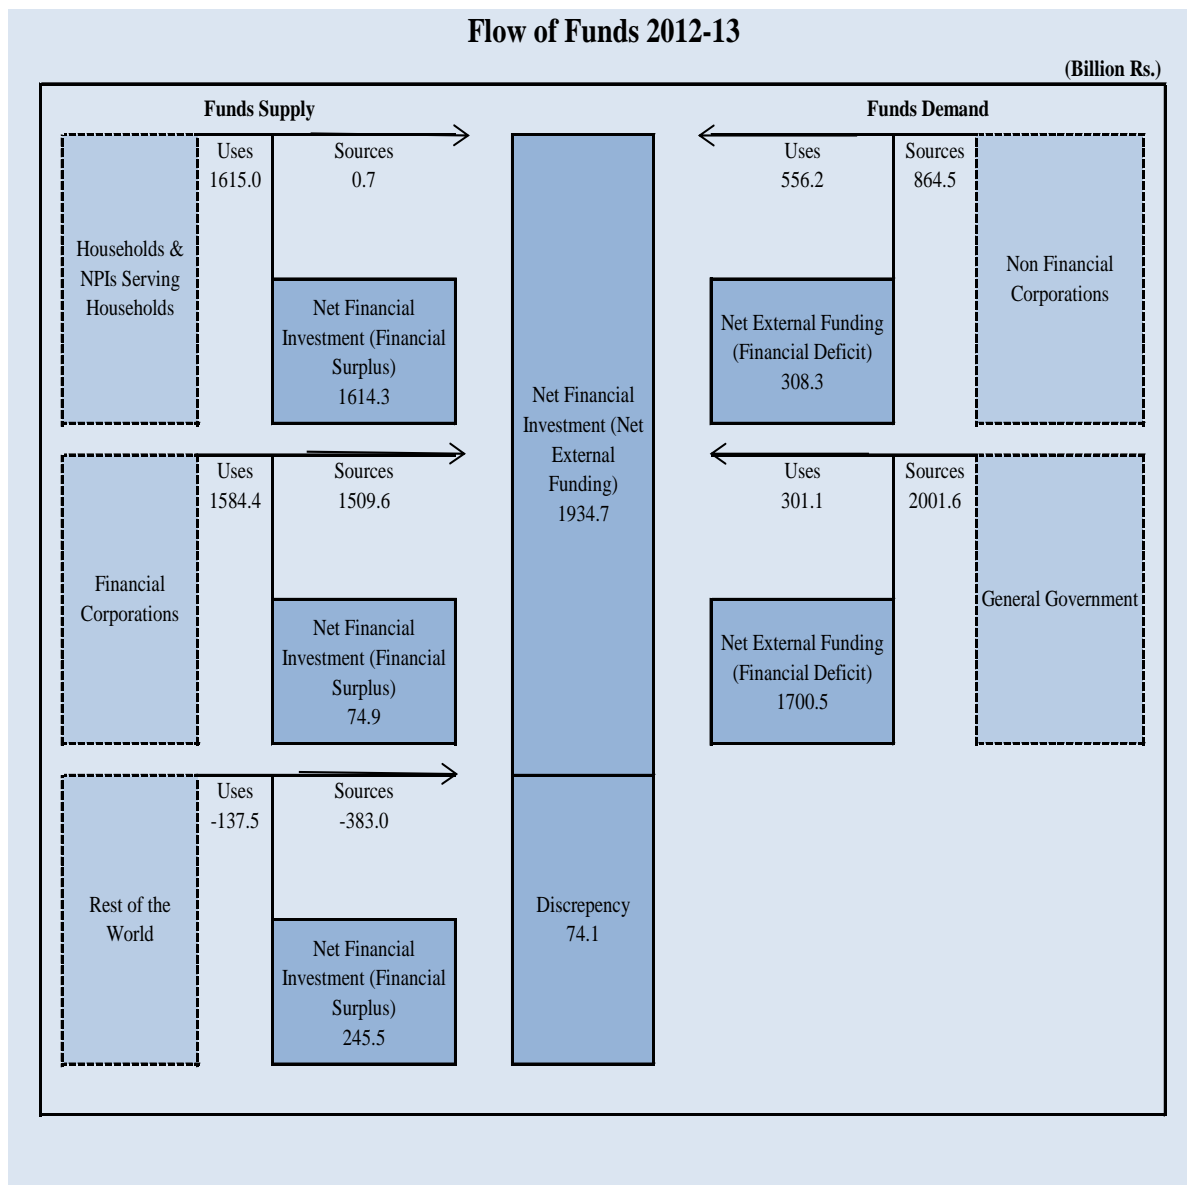 Flow of Funds 2012-13
(Billion Rs.)
Funds Supply
Funds Demand
Households &
NPIs Serving
Households
Uses
1615.0
Sources
0.7
Net Financial
Investment (Financial
Surplus)
1614.3
Financial
Corporations
Uses
1584.4
Sources
1509.6
Net Financial
Investment (Financial
Surplus)
74.9
Rest of the
World
Uses
-137.5
Sources
-383.0
Net Financial
Investment (Financial
Surplus)
245.5
Net Financial
Investment (Net
External
Funding)
1934.7
Discrepency
74.1
Uses
556.2
Sources
864.5
Non Financial
Corporations
Net External Funding
(Financial Deficit)
308.3
Uses
301.1
Sources
2001.6
General Government
Net External Funding
(Financial Deficit)
1700.5